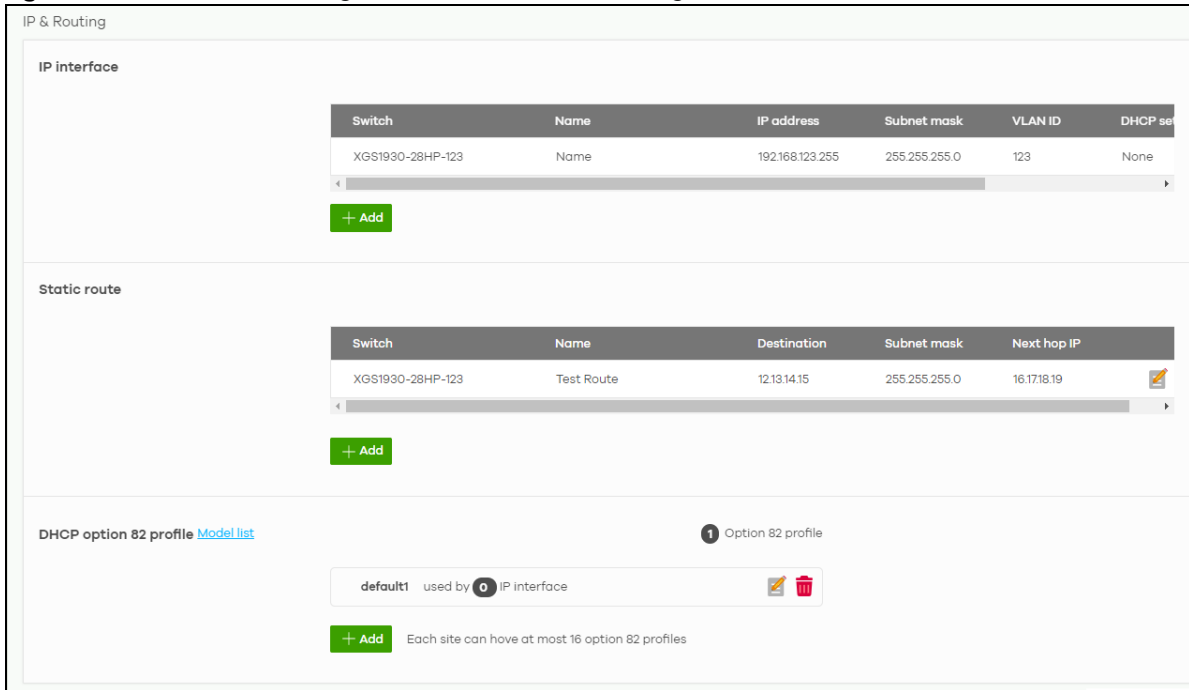 IP & Routing
IP interface
Switch Name IP address Subnet mask VLAN ID DHCP set
XGS1930-28HP-123 Name 192.168.123.255 255.255.255.0 123 None
+ Add
Static route
Switch Name Destination Subnet mask Next hop IP
XGS1930-28HP-123 Test Route 12.13.14.15 255.255.255.0 16.17.18.19
+ Add
DHCP option 82 profile Model list 1 Option 82 profile
default1 used by 0 IP interface
+ Add Each site can hove at most 16 option 82 profiles